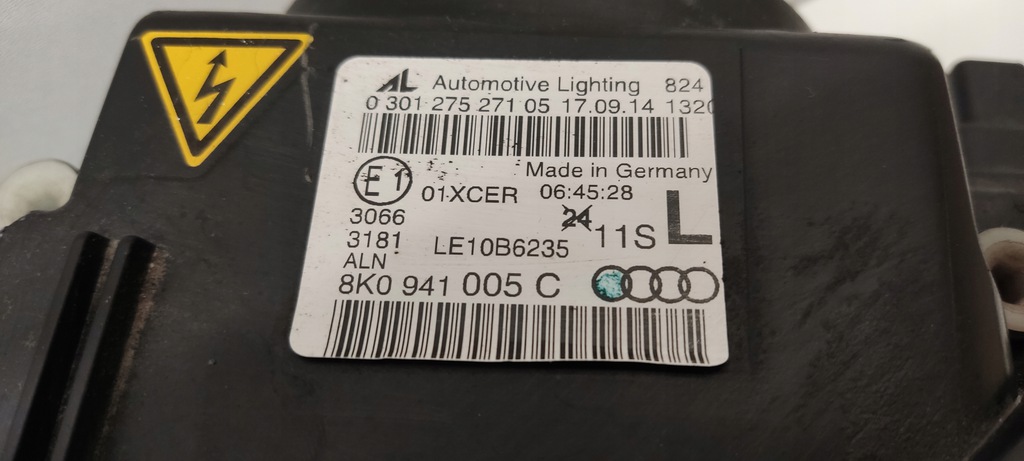 AL Automotive Lighting 824
0 301 275 271 05 17.09.14 1320
Made in Germany
E1 01XCER 06:45:28
3066 24 L
3181 LE10B6235 11S
ALN
8K0 941 005 C